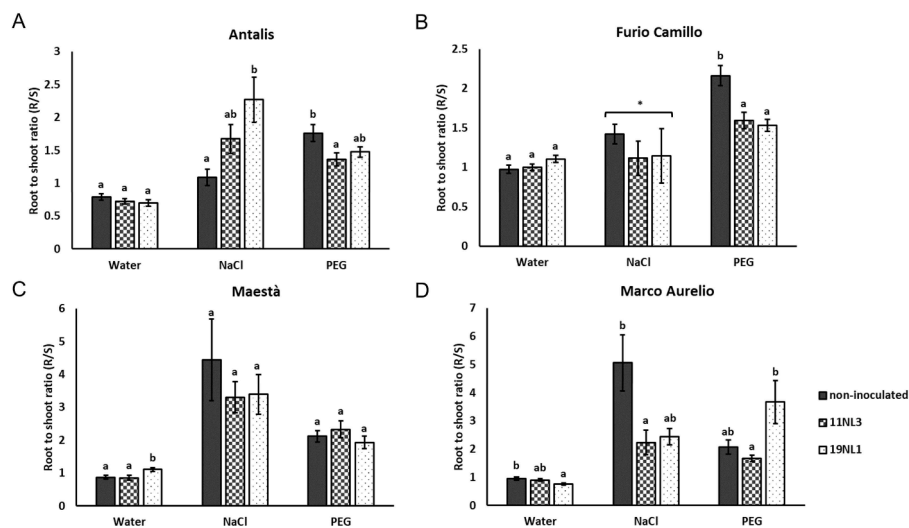 A
Antalis
Root to shoot ratio (R/S)
3
2.5
2
1.5
1
0.5
0
a a a
a ab b
b a ab
Water NaCl PEG
B
Furio Camillo
Root to shoot ratio (R/S)
2.5
2
1.5
1
0.5
0
a a a
*
b a a
Water NaCl PEG
C
Maestà
Root to shoot ratio (R/S)
6
5
4
3
2
1
0
a a b
a a a
a a a
Water NaCl PEG
D
Marco Aurelio
Root to shoot ratio (R/S)
7
6
5
4
3
2
1
0
b ab a
b a ab
ab a b
Water NaCl PEG
non-inoculated
11NL3
19NL1